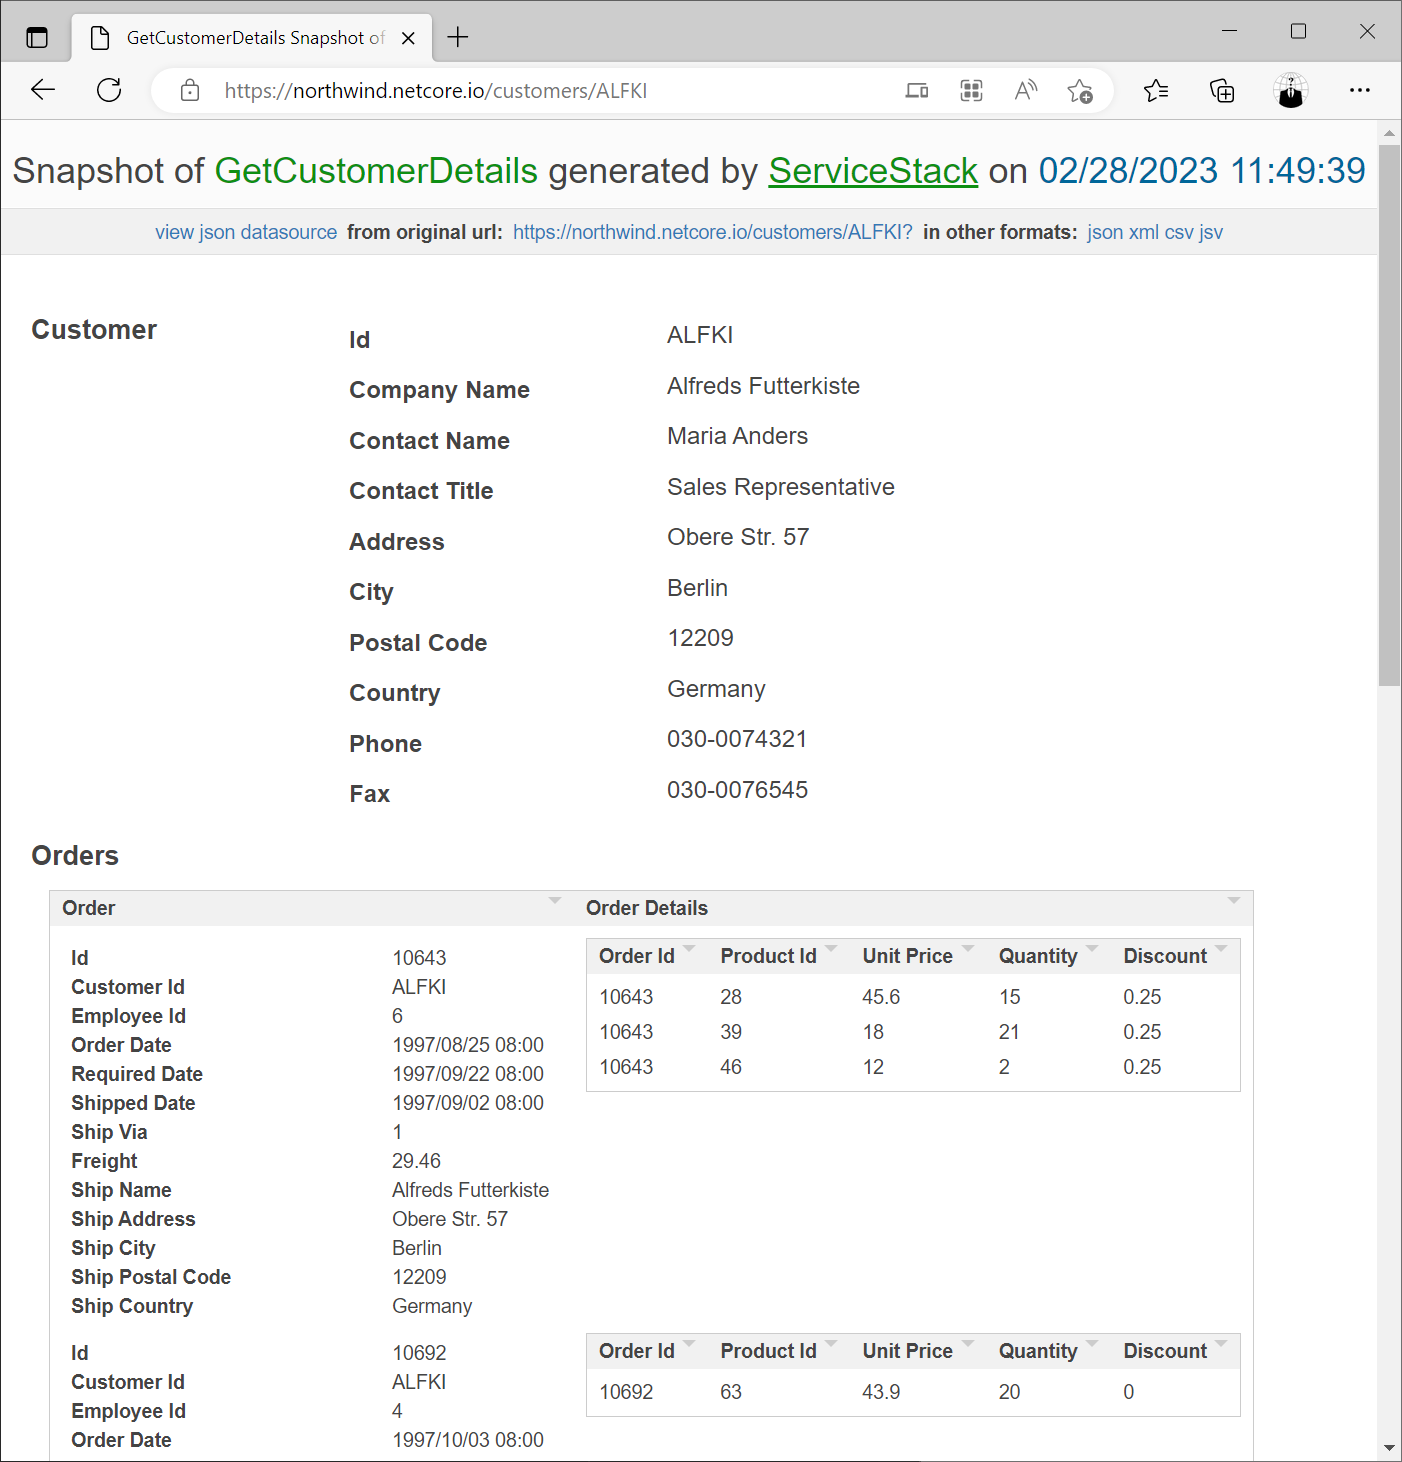 GetCustomerDetails Snapshot of
https://northwind.netcore.io/customers/ALFKI
Snapshot of GetCustomerDetails generated by ServiceStack on 02/28/2023 11:49:39
view json datasource from original url: https://northwind.netcore.io/customers/ALFKI? in other formats: json xml csv jsv
Customer
Id ALFKI
Company Name Alfreds Futterkiste
Contact Name Maria Anders
Contact Title Sales Representative
Address Obere Str. 57
City Berlin
Postal Code 12209
Country Germany
Phone 030-0074321
Fax 030-0076545
Orders
Order Order Details
Id 10643
Customer Id ALFKI
Employee Id 6
Order Date 1997/08/25 08:00
Required Date 1997/09/22 08:00
Shipped Date 1997/09/02 08:00
Ship Via 1
Freight 29.46
Ship Name Alfreds Futterkiste
Ship Address Obere Str. 57
Ship City Berlin
Ship Postal Code 12209
Ship Country Germany
Order Id Product Id Unit Price Quantity Discount
10643 28 45.6 15 0.25
10643 39 18 21 0.25
10643 46 12 2 0.25
Id 10692
Customer Id ALFKI
Employee Id 4
Order Date 1997/10/03 08:00
Order Id Product Id Unit Price Quantity Discount
10692 63 43.9 20 0